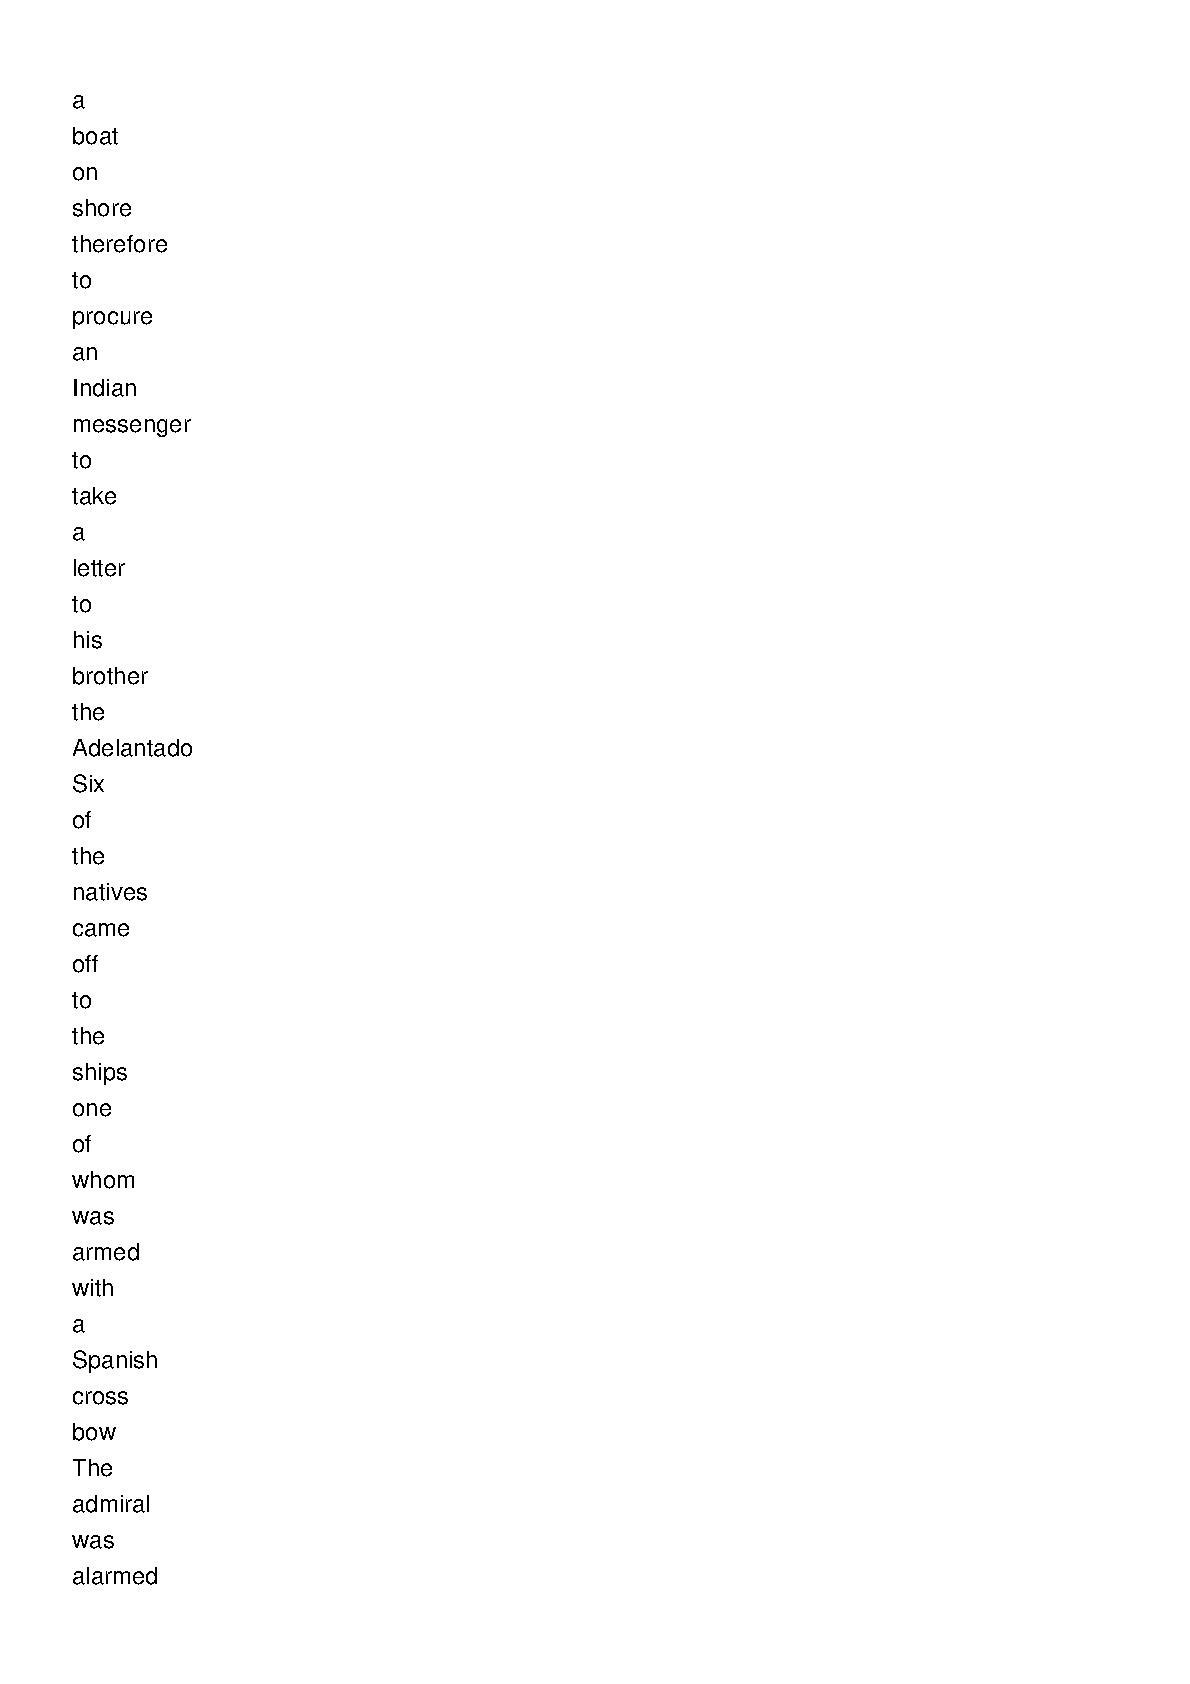 a
boat
on
shore
therefore
to
procure
an
Indian
messenger
to
take
a
letter
to
his
brother
the
Adelantado
Six
of
the
natives
came
off
to
the
ships
one
of
whom
was
armed
with
a
Spanish
cross
bow
The
admiral
was
alarmed